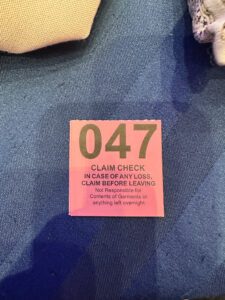 047
CLAIM CHECK
IN CASE OF ANY LOSS,
CLAIM BEFORE LEAVING
Not Responsible for
Contents of Garments or
anything left overnight